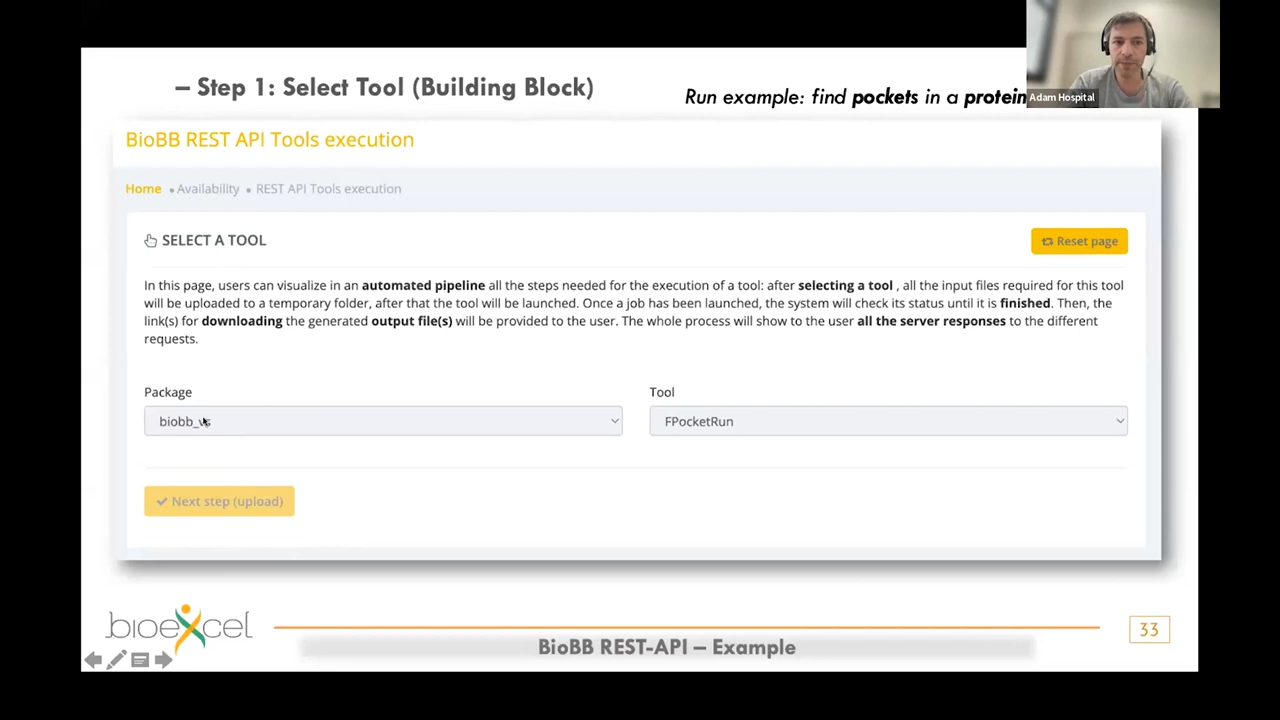 – Step 1: Select Tool (Building Block)
Run example: find pockets in a protein
Adam Hospital
BioBB REST API Tools execution
Home • Availability • REST API Tools execution
SELECT A TOOL
Reset page
In this page, users can visualize in an automated pipeline all the steps needed for the execution of a tool: after selecting a tool , all the input files required for this tool
will be uploaded to a temporary folder, after that the tool will be launched. Once a job has been launched, the system will check its status until it is finished. Then, the
link(s) for downloading the generated output file(s) will be provided to the user. The whole process will show to the user all the server responses to the different
requests.
Package
Tool
biobb_vs
FPocketRun
Next step (upload)
bioexcel
33
BioBB REST-API – Example